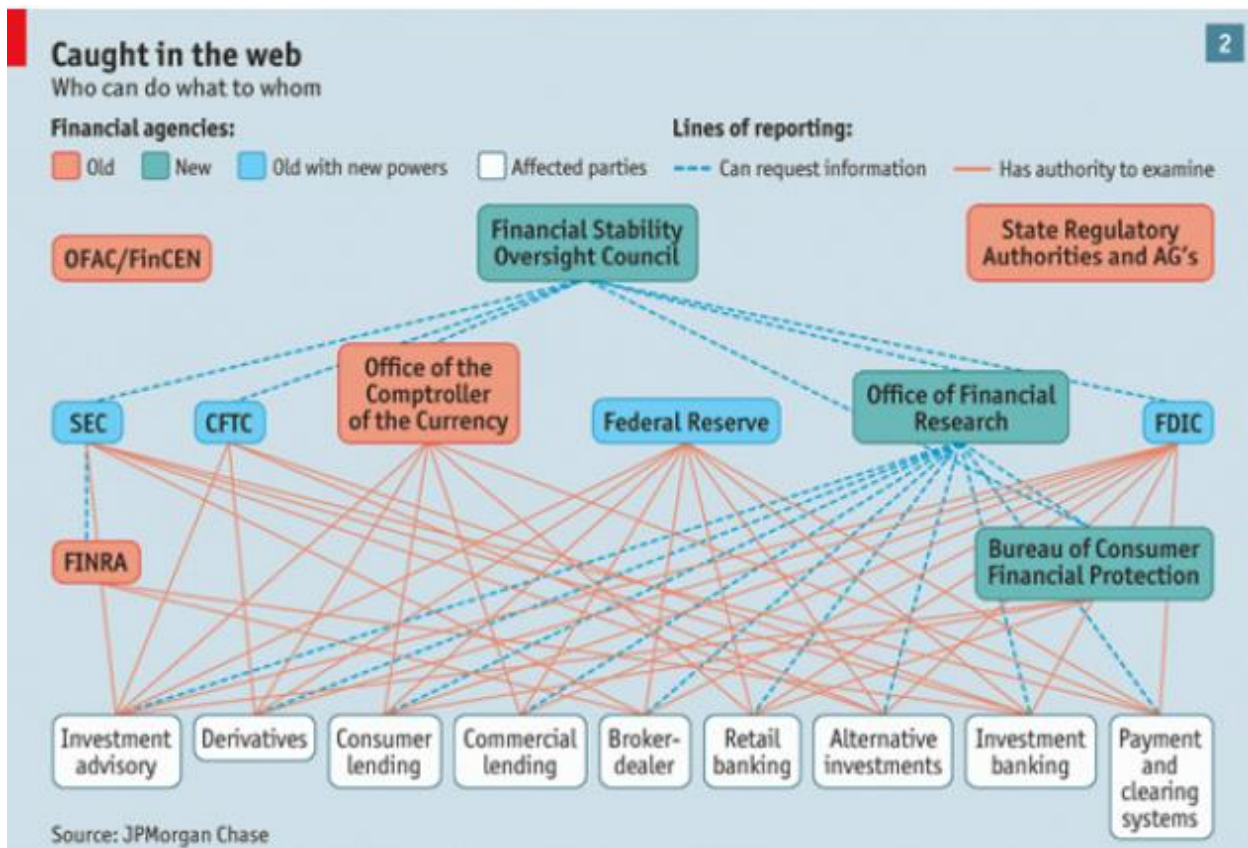 2
Caught in the web
Who can do what to whom
Financial agencies:
Old
New
Old with new powers
Affected parties
Lines of reporting:
Can request information
Has authority to examine
OFAC/FinCEN
Financial Stability
Oversight Council
State Regulatory
Authorities and AG's
SEC
CFTC
Office of the
Comptroller
of the Currency
Federal Reserve
Office of Financial
Research
FDIC
FINRA
Bureau of Consumer
Financial Protection
Investment
advisory
Derivatives
Consumer
lending
Commercial
lending
Broker-
dealer
Retail
banking
Alternative
investments
Investment
banking
Payment
and
clearing
systems
Source: JPMorgan Chase